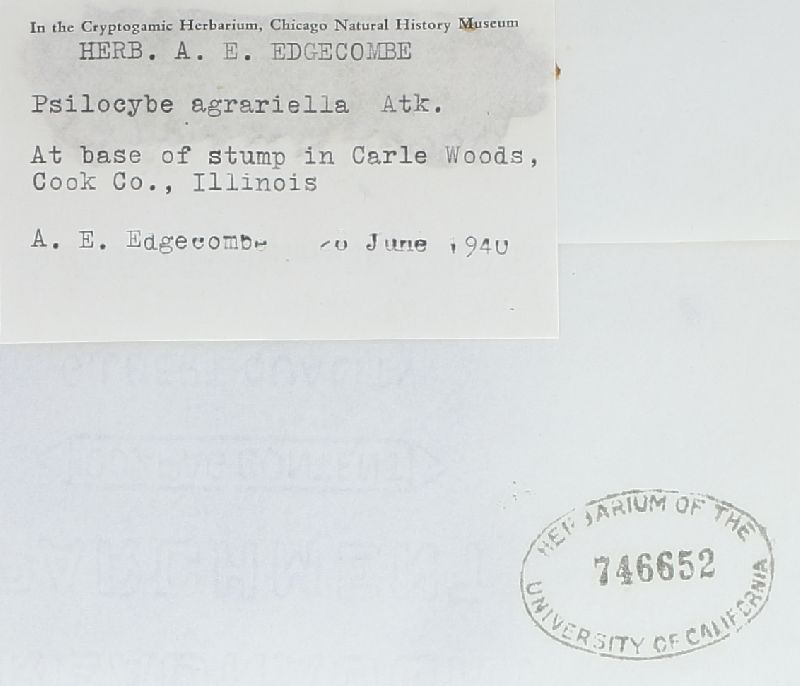 In the Cryptogamic Herbarium, Chicago Natural History Museum
HERB. A. E. EDGECOMBE
Psilocybe agrariella Atk.
At base of stump in Carle Woods,
Cook Co., Illinois
A. E. Edgecombe 20 June 1940
HERBARIUM OF THE
746652
UNIVERSITY OF CALIFORNIA